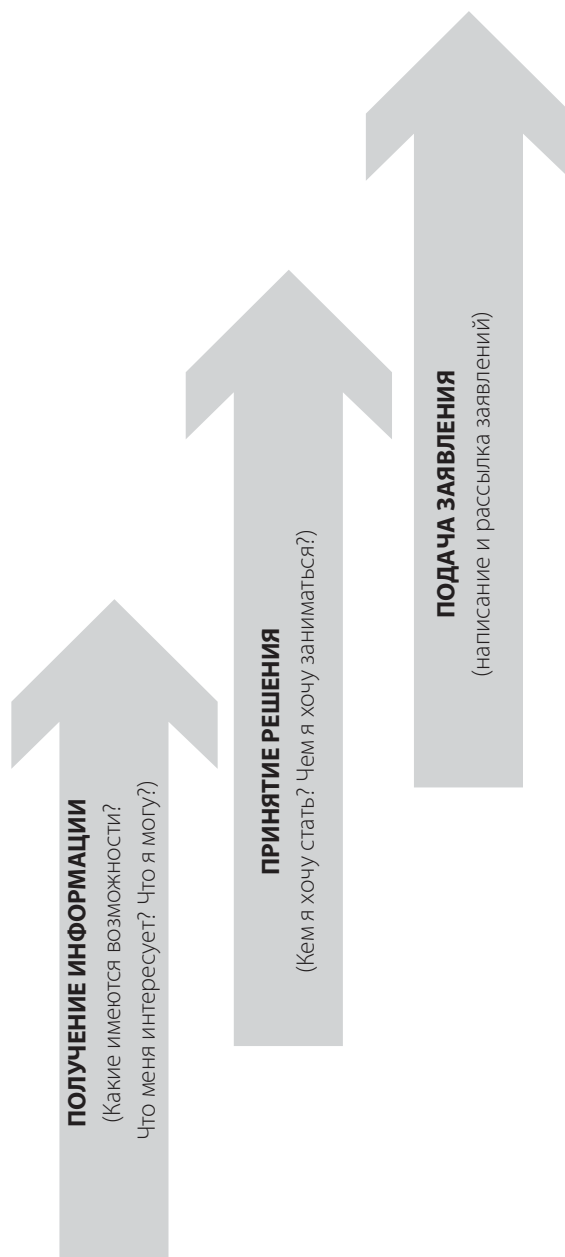 ПОЛУЧЕНИЕ ИНФОРМАЦИИ
(Какие имеются возможности?
Что меня интересует? Что я могу?)
ПРИНЯТИЕ РЕШЕНИЯ
(Кем я хочу стать? Чем я хочу заниматься?)
ПОДАЧА ЗАЯВЛЕНИЯ
(написание и рассылка заявлений)